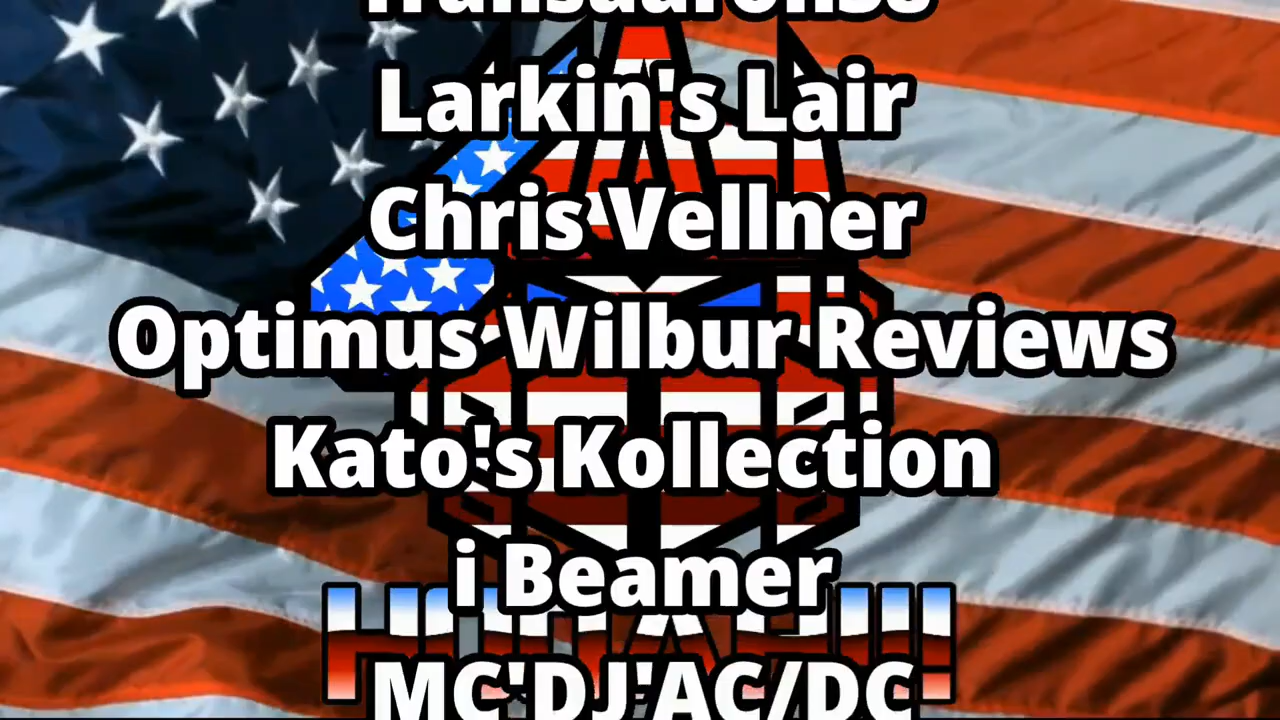 Larkin's Lair
Chris Vellner
Optimus Wilbur Reviews
Kato's Kollection
i Beamer
MC'DJ'AC/DC